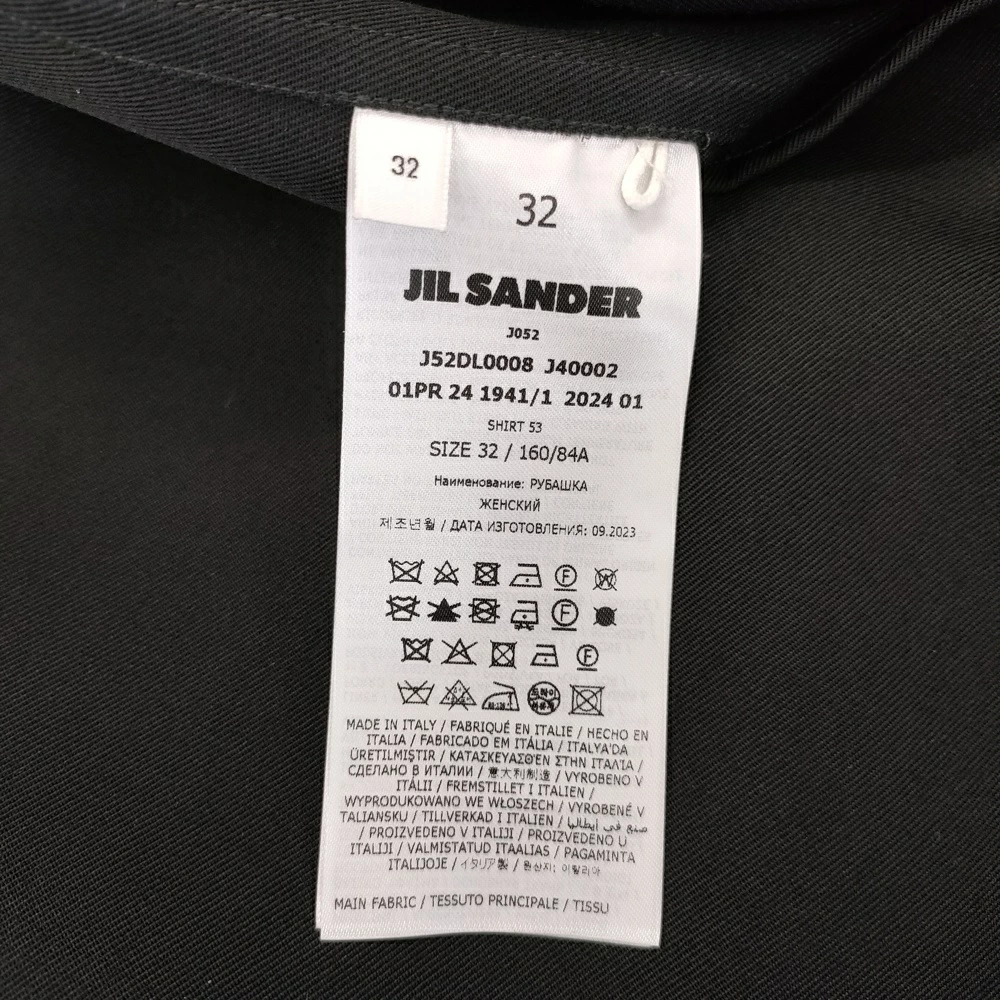 32
32
JIL SANDER
J052
J52DL0008 J40002
01PR 24 1941/1 2024 01
SHIRT 53
SIZE 32 / 160/84A
Наименование: РУБАШКА
ЖЕНСКИЙ
제조년월 / ДАТА ИЗГОТОВЛЕНИЯ: 09.2023
F W
F
F
MADE IN ITALY / FABRIQUÉ EN ITALIE / HECHO EN
ITALIA / FABRICADO EM ITÁLIA / ITALYA'DA
ÜRETILMIŞTIR / ΚΑΤΑΣΚΕΥΑΣΘΈΝ ΣΤΗΝ ΙΤΑΛΊΑ /
СДЕЛАНО В ИТАЛИИ / 意大利制造 / VYROBENO V
ITÁLII / FREMSTILLET I ITALIEN /
WYPRODUKOWANO WE WŁOSZECH / VYROBENÉ V
TALIANSKU / TILLVERKAD I ITALIEN / صنع في ايطاليا
/ PROIZVEDENO V ITALIJI / PROIZVEDENO U
ITALIJI / VALMISTATUD ITAALIAS / PAGAMINTA
ITALIJOJE / イタリア製 / 원산지: 이탈리아
MAIN FABRIC / TESSUTO PRINCIPALE / TISSU